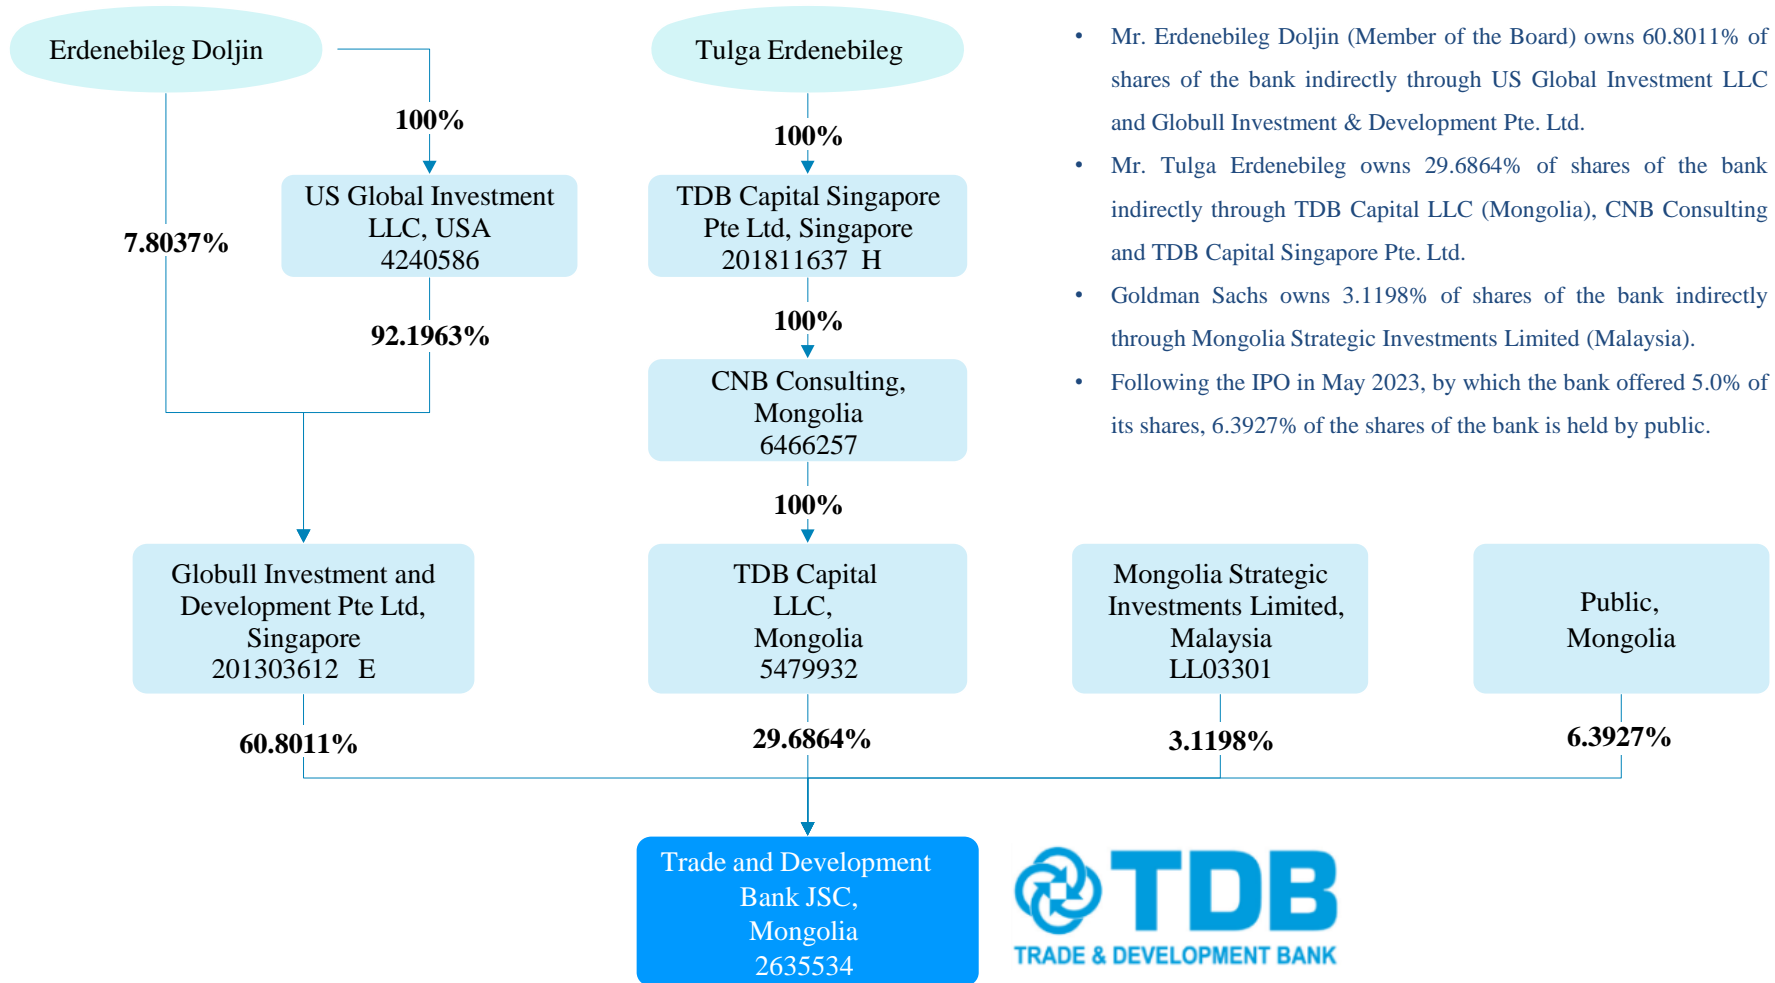 Erdenebileg Doljin
Tulga Erdenebileg
100%
100%
US Global Investment
LLC, USA
4240586
TDB Capital Singapore
Pte Ltd, Singapore
201811637 H
7.8037%
92.1963%
100%
CNB Consulting,
Mongolia
6466257
100%
Globull Investment and
Development Pte Ltd,
Singapore
201303612 E
TDB Capital
LLC,
Mongolia
5479932
Mongolia Strategic
Investments Limited,
Malaysia
LL03301
Public,
Mongolia
60.8011%
29.6864%
3.1198%
6.3927%
Trade and Development
Bank JSC,
Mongolia
2635534
TDB
TRADE & DEVELOPMENT BANK
• Mr. Erdenebileg Doljin (Member of the Board) owns 60.8011% of
shares of the bank indirectly through US Global Investment LLC
and Globull Investment & Development Pte. Ltd.
• Mr. Tulga Erdenebileg owns 29.6864% of shares of the bank
indirectly through TDB Capital LLC (Mongolia), CNB Consulting
and TDB Capital Singapore Pte. Ltd.
• Goldman Sachs owns 3.1198% of shares of the bank indirectly
through Mongolia Strategic Investments Limited (Malaysia).
• Following the IPO in May 2023, by which the bank offered 5.0% of
its shares, 6.3927% of the shares of the bank is held by public.